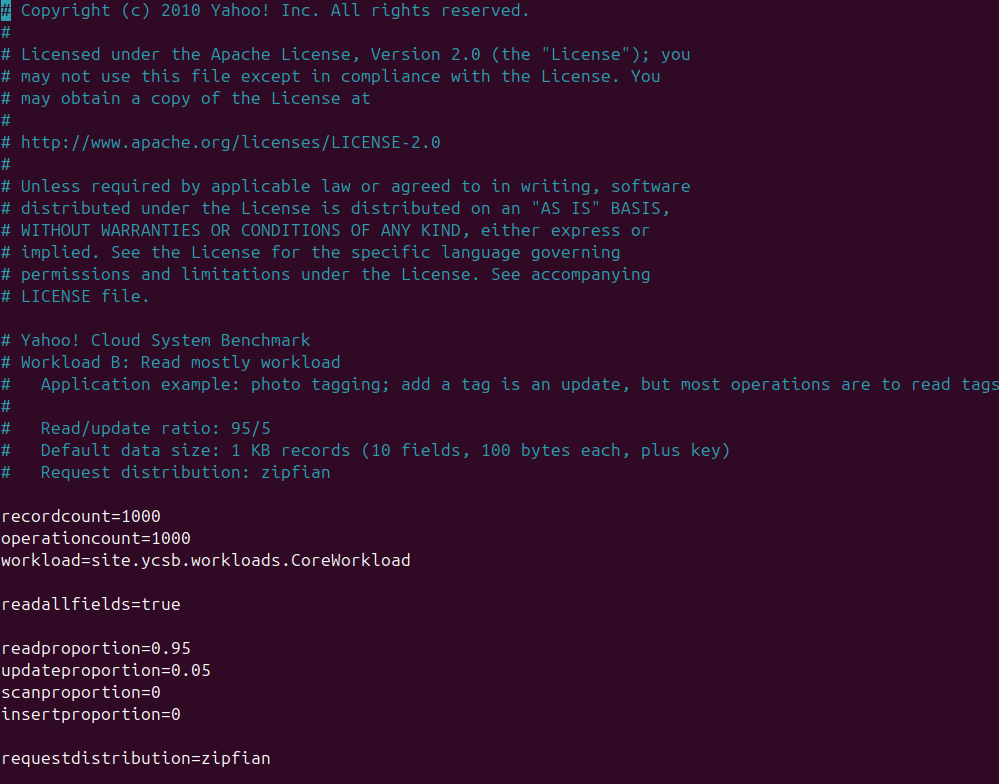 # Copyright (c) 2010 Yahoo! Inc. All rights reserved.
#
# Licensed under the Apache License, Version 2.0 (the "License"); you
# may not use this file except in compliance with the License. You
# may obtain a copy of the License at
#
# http://www.apache.org/licenses/LICENSE-2.0
#
# Unless required by applicable law or agreed to in writing, software
# distributed under the License is distributed on an "AS IS" BASIS,
# WITHOUT WARRANTIES OR CONDITIONS OF ANY KIND, either express or
# implied. See the License for the specific language governing
# permissions and limitations under the License. See accompanying
# LICENSE file.

# Yahoo! Cloud System Benchmark
# Workload B: Read mostly workload
#   Application example: photo tagging; add a tag is an update, but most operations are to read tags
#
#   Read/update ratio: 95/5
#   Default data size: 1 KB records (10 fields, 100 bytes each, plus key)
#   Request distribution: zipfian

recordcount=1000
operationcount=1000
workload=site.ycsb.workloads.CoreWorkload

readallfields=true

readproportion=0.95
updateproportion=0.05
scanproportion=0
insertproportion=0

requestdistribution=zipfian